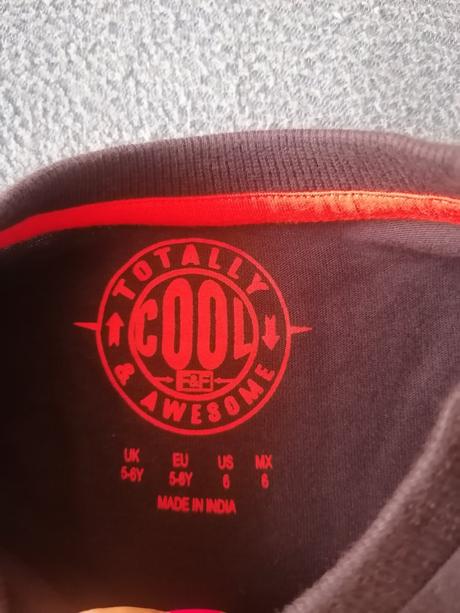 TOTALLY
COOL
F&F
& AWESOME
UK EU US MX
5-6Y 5-6Y 6 6
MADE IN INDIA